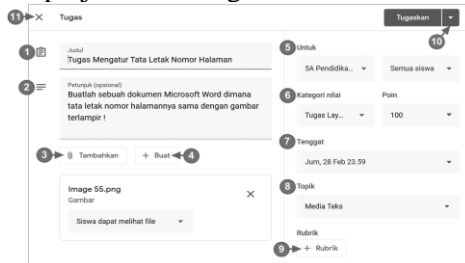 11 Tugas Tugaskan
10
1 Judul
Tugas Mengatur Tata Letak Nomor Halaman
2 Petunjuk (opsional)
Buatlah sebuah dokumen Microsoft Word dimana
tata letak nomor halamannya sama dengan gambar
terlampir !
3 Tambahkan + Buat 4
Image 55.png
Gambar
Siswa dapat melihat file
5 Untuk
5A Pendidika... Semua siswa
6 Kategori nilai Poin
Tugas Lay... 100
7 Tenggat
Jum, 28 Feb 23.59
8 Topik
Media Teks
Rubrik
9 + Rubrik